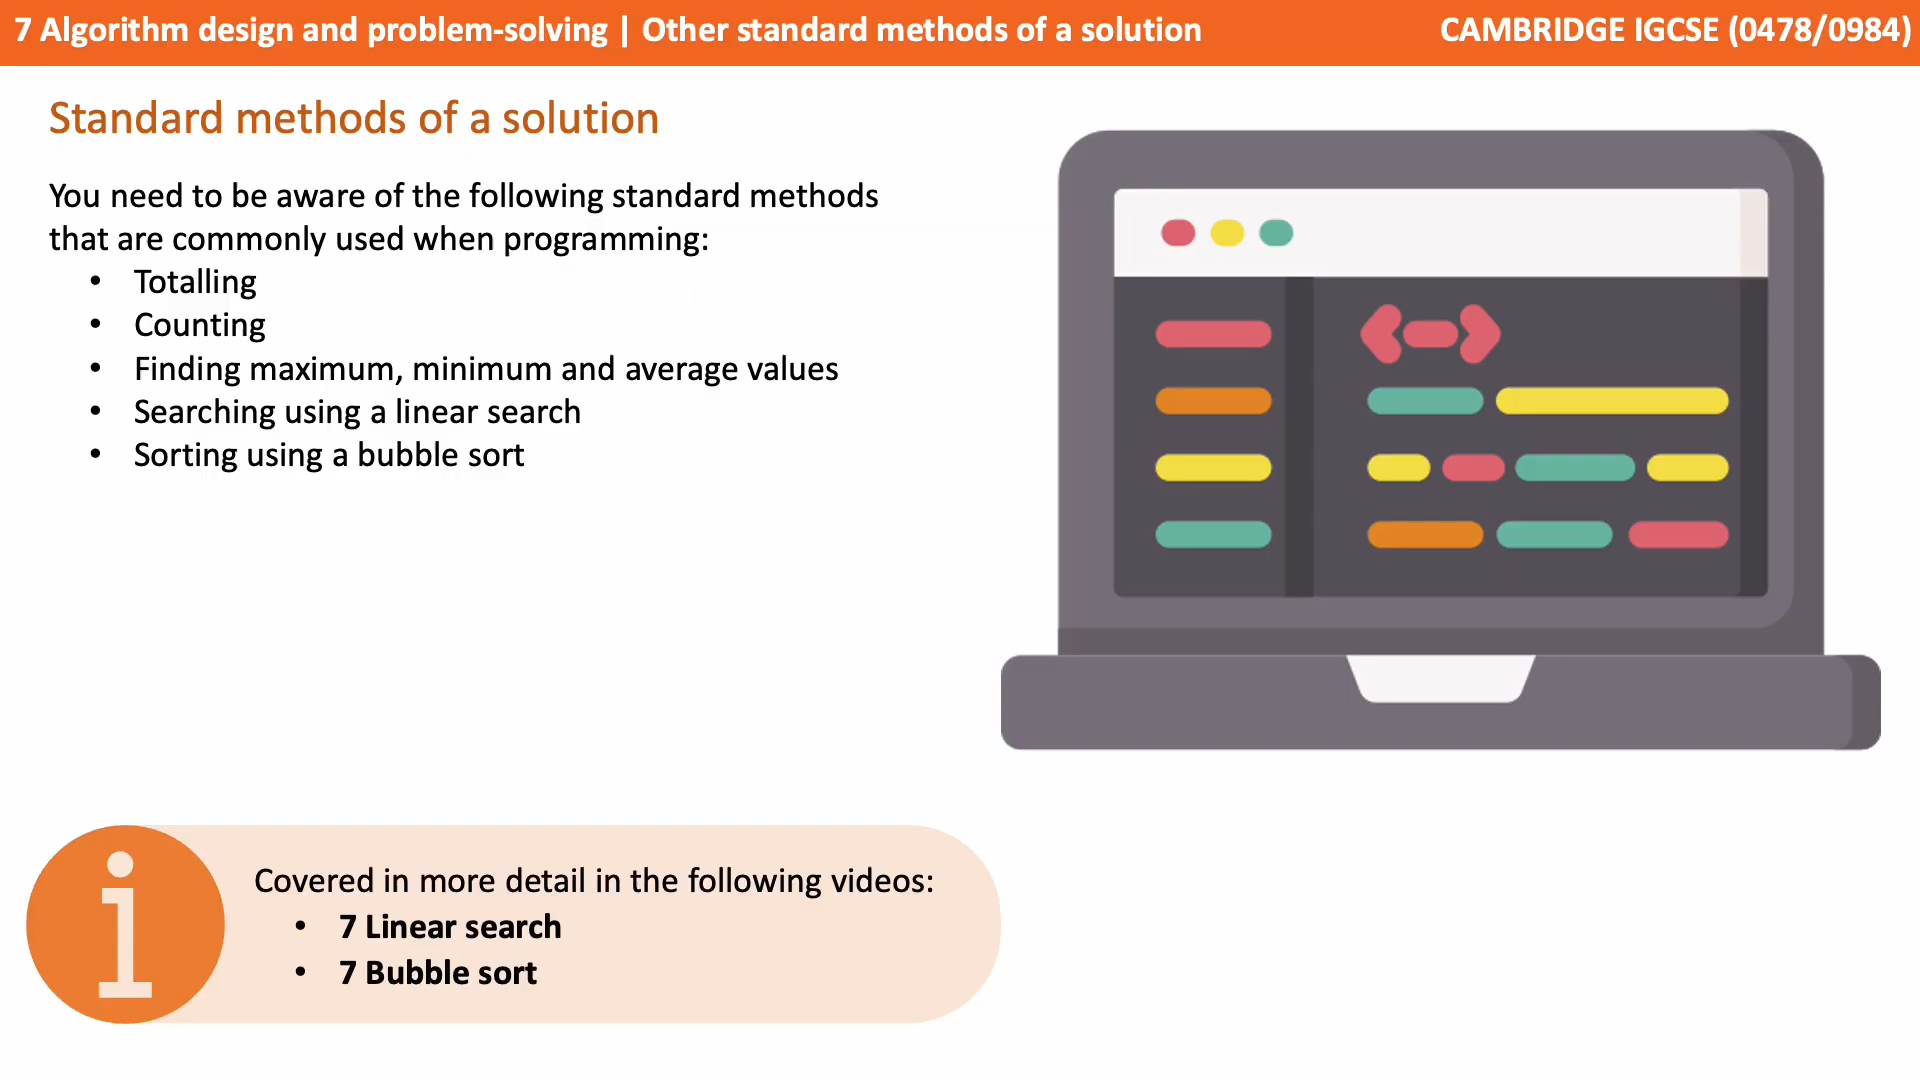 7 Algorithm design and problem-solving | Other standard methods of a solution
CAMBRIDGE IGCSE (0478/0984)
Standard methods of a solution
You need to be aware of the following standard methods
that are commonly used when programming:
• Totalling
• Counting
• Finding maximum, minimum and average values
• Searching using a linear search
• Sorting using a bubble sort
Covered in more detail in the following videos:
• 7 Linear search
• 7 Bubble sort